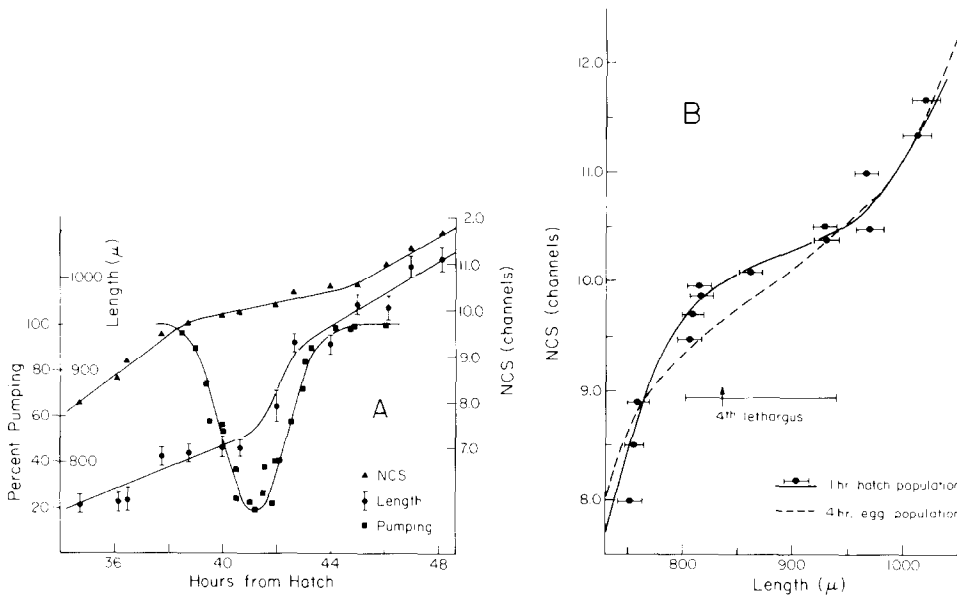 A
Percent Pumping
100
80
60
40
20
Length (μ)
1000
900
800
2.0
11.0
10.0
9.0
8.0
7.0
NCS (channels)
NCS
Length
Pumping
36
40
44
48
Hours from Hatch
B
NCS (channels)
12.0
11.0
10.0
9.0
8.0
4th lethargus
1 hr hatch population
4 hr. egg population
800
900
1000
Length (μ)